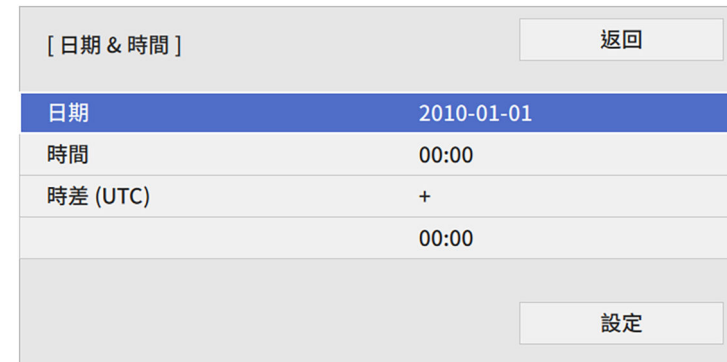 [ 日期 & 時間 ]
返回
日期 2010-01-01
時間 00:00
時差 (UTC) +
00:00
設定